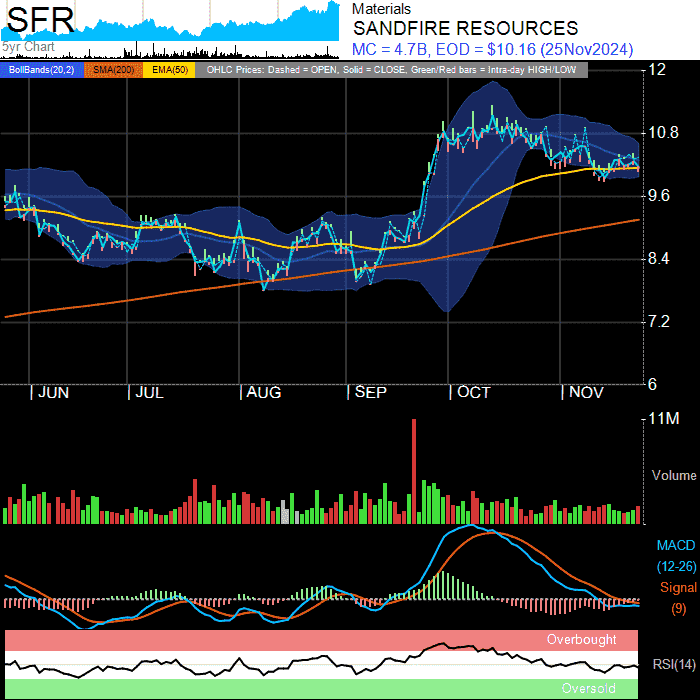 SFR
5yr Chart
Materials
SANDFIRE RESOURCES
MC = 4.7B, EOD = $10.16 (25Nov2024)
BollBands(20,2) SMA(200) EMA(50) OHLC Prices: Dashed = OPEN, Solid = CLOSE, Green/Red bars = Intra-day HIGH/LOW
12
10.8
9.6
8.4
7.2
6
| JUN | JUL | AUG | SEP | OCT | NOV
11M
Volume
MACD
(12-26)
Signal
(9)
Overbought
RSI(14)
Oversold